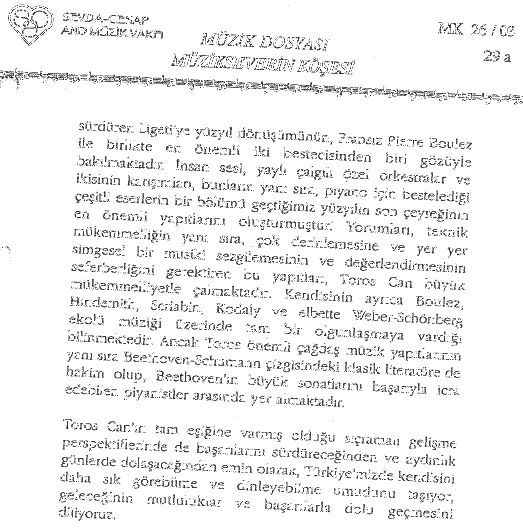 SEVDA-CENAP
AND MÜZİK VAKFI
MÜZİK DOSYASI
MÜZİKSEVERİN KÖŞESİ
MK 26/03
29 a
sürdüren Ligeti'ye yüzyıl dönüşümünün, Fransız Pierre Boulez
ile birlikte en önemli iki bestecisinden biri gözüyle
bakılmaktadır. İnsan sesi, yaylı çalgılı özel orkestralar ve
ikisinin karışımları, bunların yanı sıra, piyano için bestelediği
çeşitli eserlerin bir bölümü geçtiğimiz yüzyılın son çeyreğinin
en önemli yapıtlarını oluşturmuştur. Yorumları, teknik
mükemmelliğin yanı sıra, çok derinlemesine ve yer yer
simgesel bir musiki sezgilemesinin ve değerlendirmesinin
seferberliğini gerektiren bu yapıtları, Toros Can büyük
mükemmeliyetle çalmaktadır. Kendisinin ayrıca Boulez,
Hindemith, Scriabin, Kodaly ve elbette Weber-Schönberg
ekolü müziği üzerinde tam bir olgunlaşmaya vardığı
bilinmektedir. Ancak Toros önemli çağdaş müzik yapıtlarının
yanı sıra Beethoven-Schumann çizgisindeki klasik literatüre de
hakim olup, Beethoven'in büyük sonatlarını başarıyla icra
edebilen piyanistler arasında yer almaktadır.
Toros Can'ın tam eşiğine varmış olduğu sıçramalı gelişme
perspektiflerinde de başarılarını sürdüreceğinden ve aydınlık
günlerde dolaşacağından emin olarak, Türkiye'mizde kendisini
daha sık görebilme ve dinleyebilme umudunu taşıyor,
geleceğinin mutluluklar ve başarılarla dolu geçmesini
diliyoruz.